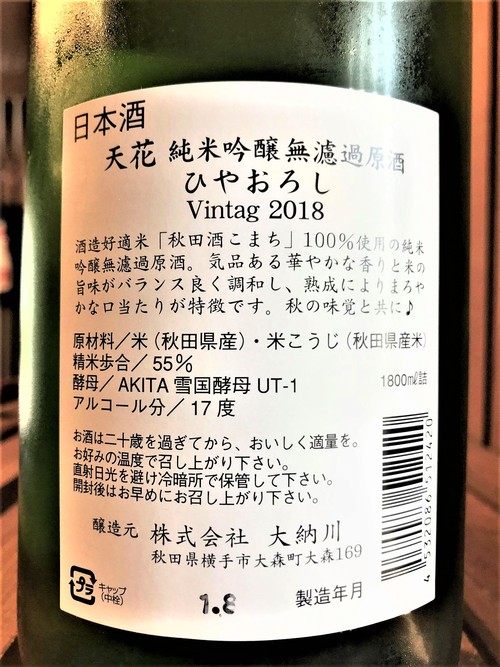 日本酒
天花 純米吟醸無濾過原酒
ひやおろし
Vintag 2018
酒造好適米「秋田酒こまち」100%使用の純米
吟醸無濾過原酒。気品ある華やかな香りと米の
旨味がバランス良く調和し、熟成によりまろや
かな口当たりが特徴です。秋の味覚と共に♪
原材料／米（秋田県産）・米こうじ（秋田県産米）
精米歩合／55%
酵母／AKITA 雪国酵母 UT-1
1800㎖詰
アルコール分／17 度
お酒は二十歳を過ぎてから、おいしく適量を。
お好みの温度で召し上がり下さい。
直射日光を避け冷暗所で保管して下さい。
開封後はお早めにお召し上がり下さい。
醸造元 株式会社 大納川
秋田県横手市大森町大森169
プラ
キャップ
(中栓)
1.8 製造年月
4 532086 512420